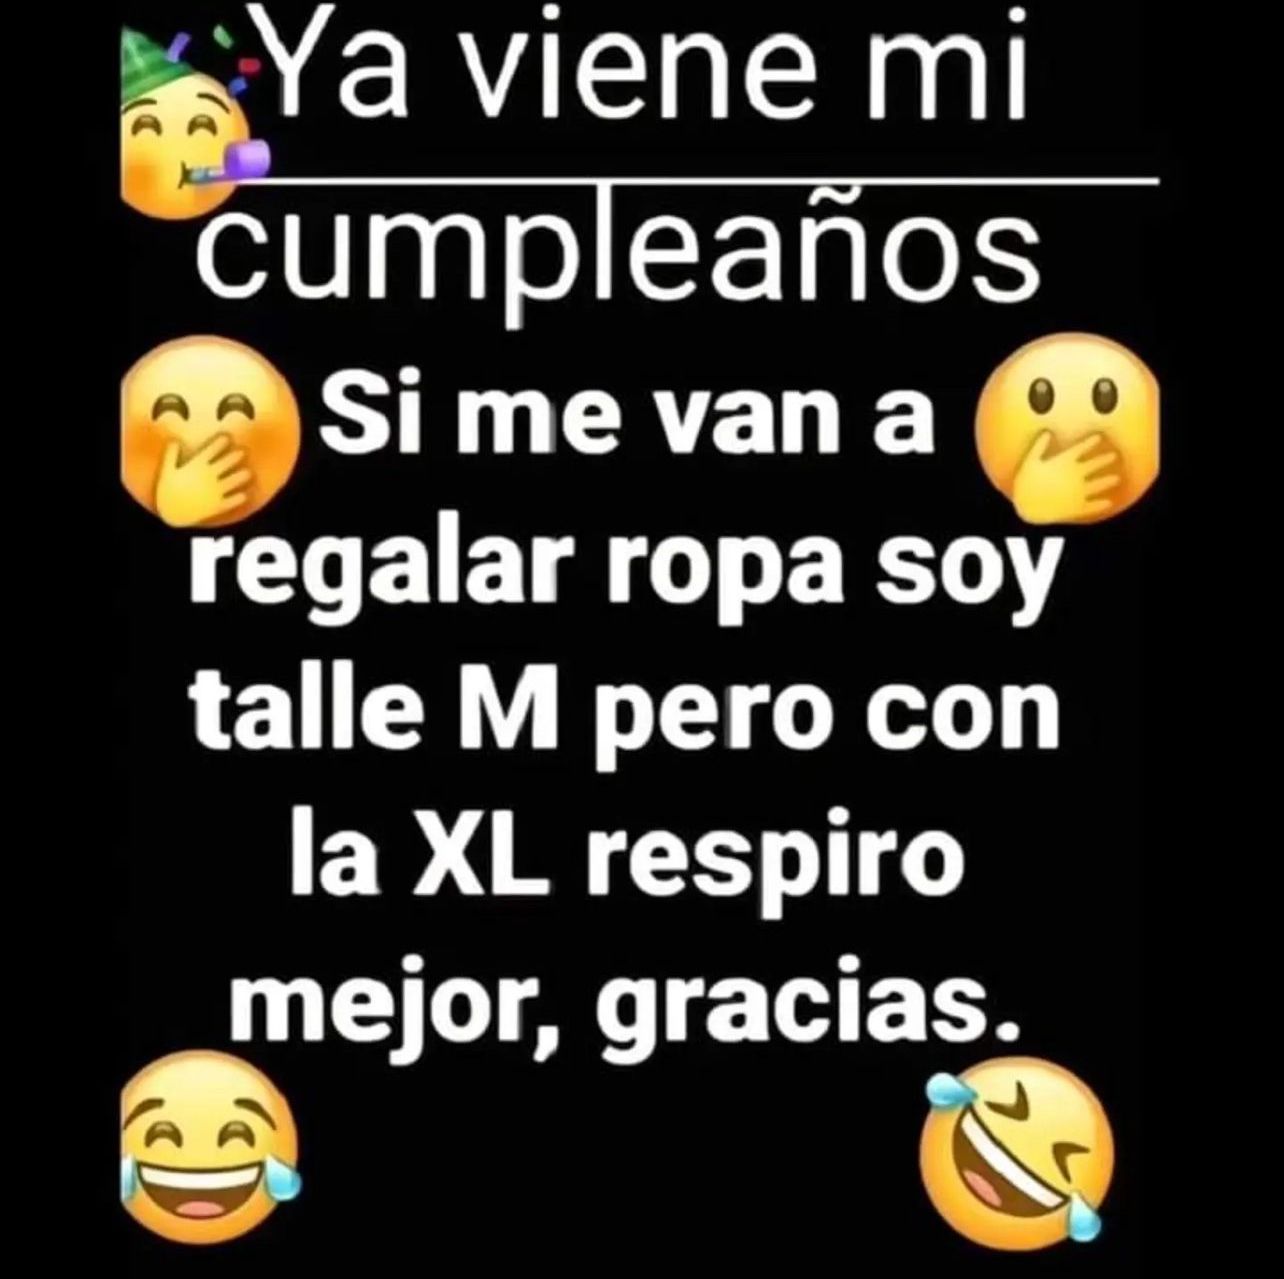 Ya viene mi
cumpleaños
Si me van a
regalar ropa soy
talle M pero con
la XL respiro
mejor, gracias.